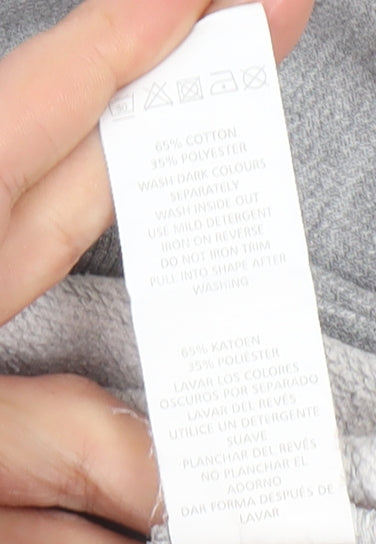 30
65% COTTON
35% POLYESTER
WASH DARK COLOURS
SEPARATELY
WASH INSIDE OUT
USE MILD DETERGENT
IRON ON REVERSE
DO NOT IRON TRIM
PULL INTO SHAPE AFTER
WASHING
65% KATOEN
35% POLIÉSTER
LAVAR LOS COLORES
OSCUROS POR SEPARADO
LAVAR DEL REVÉS
UTILICE UN DETERGENTE
SUAVE
PLANCHAR DEL REVÉS
NO PLANCHAR EL
ADORNO
DAR FORMA DESPUÉS DE
LAVAR